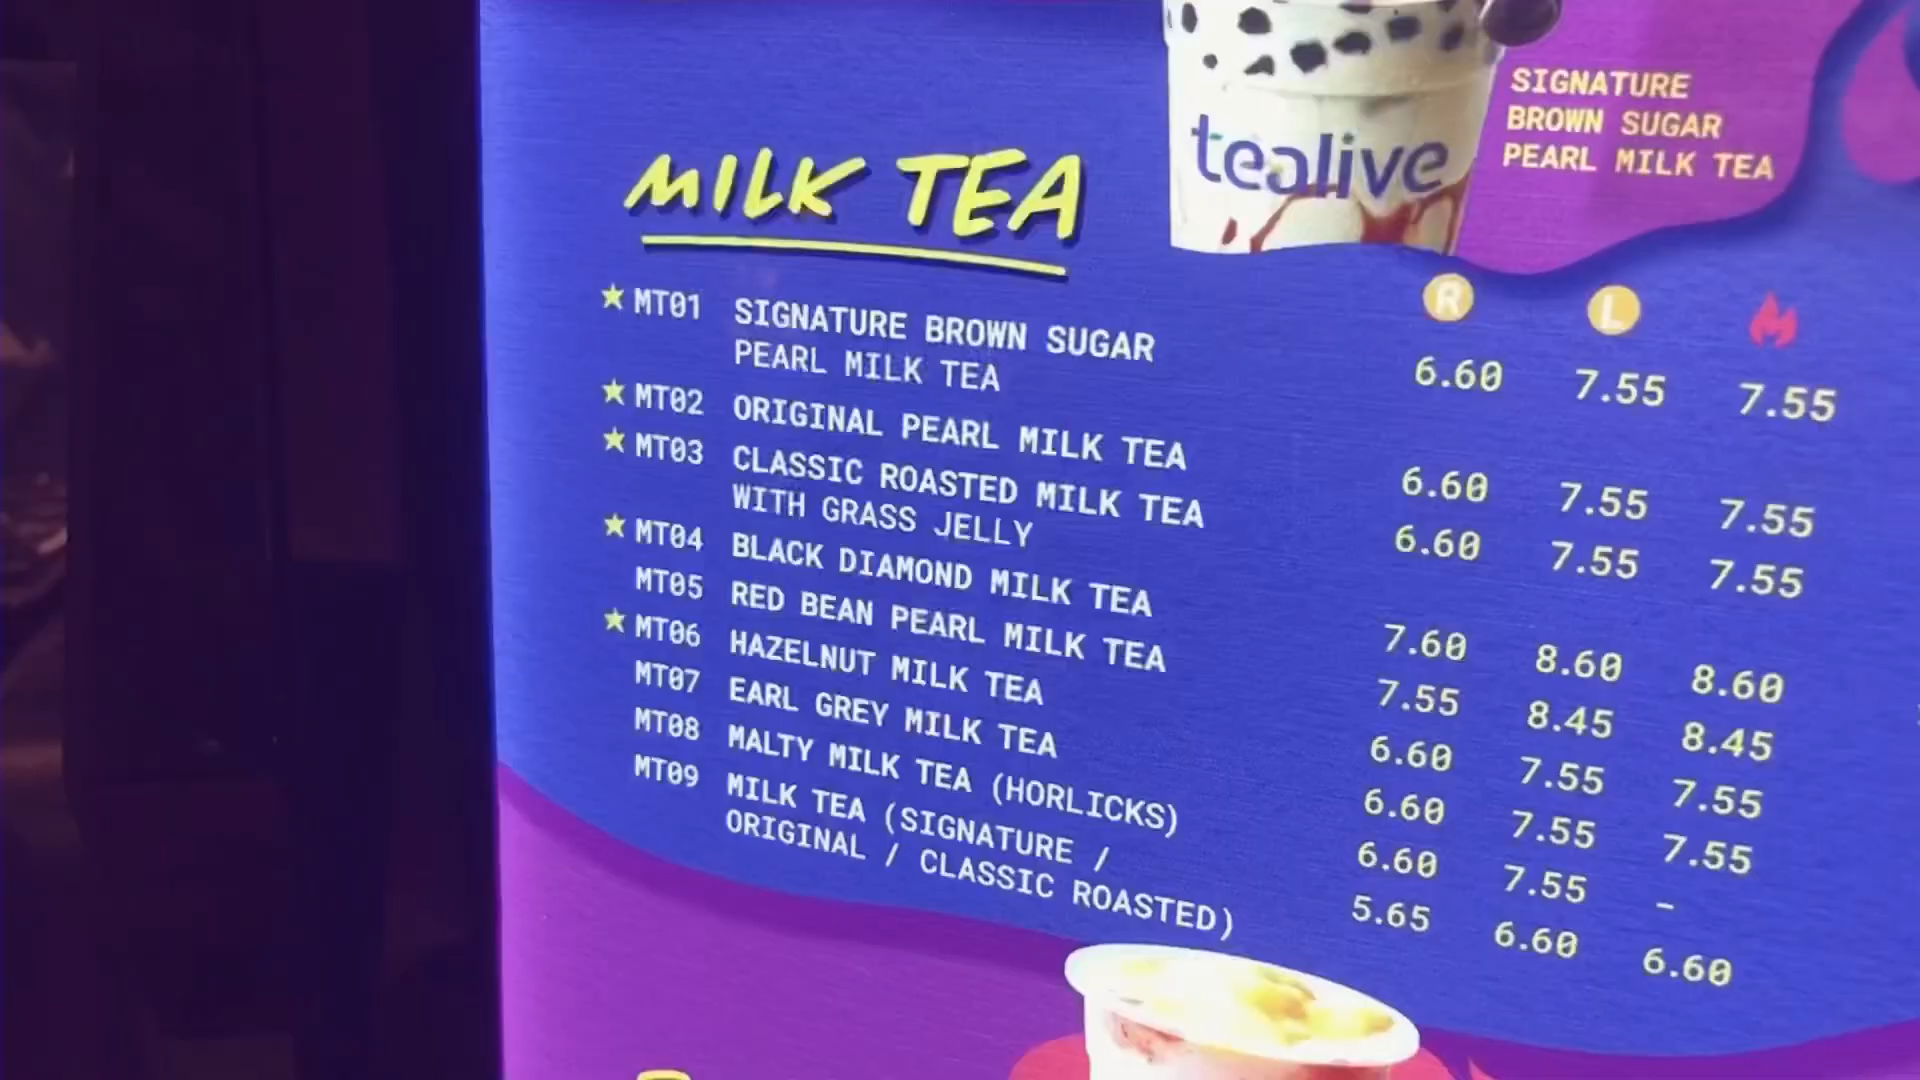 tealive
SIGNATURE
BROWN SUGAR
PEARL MILK TEA
MILK TEA
R L
MT01 SIGNATURE BROWN SUGAR
PEARL MILK TEA 6.60 7.55 7.55
MT02 ORIGINAL PEARL MILK TEA 6.60 7.55 7.55
MT03 CLASSIC ROASTED MILK TEA 6.60 7.55 7.55
WITH GRASS JELLY
MT04 BLACK DIAMOND MILK TEA 7.60 8.60 8.60
MT05 RED BEAN PEARL MILK TEA 7.55 8.45 8.45
MT06 HAZELNUT MILK TEA 6.60 7.55 7.55
MT07 EARL GREY MILK TEA 6.60 7.55 7.55
MT08 MALTY MILK TEA (HORLICKS) 6.60 7.55 -
MT09 MILK TEA (SIGNATURE / 5.65 6.60 6.60
ORIGINAL / CLASSIC ROASTED)